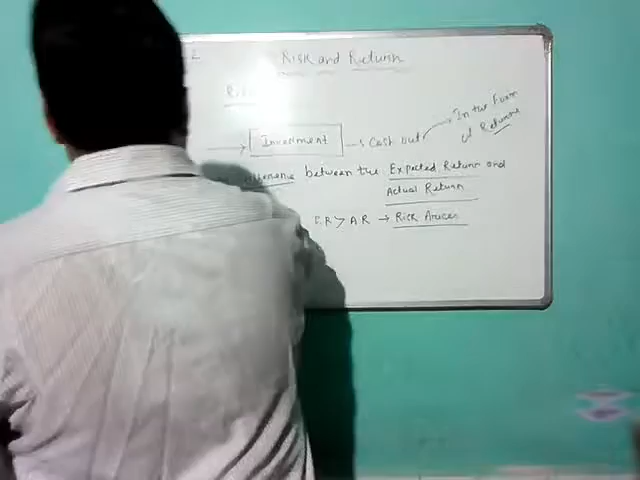 Risk and Return
Investment → Cash out → In the Form of Returns
between the Expected Return and
Actual Return
E.R > A.R → Risk Arises